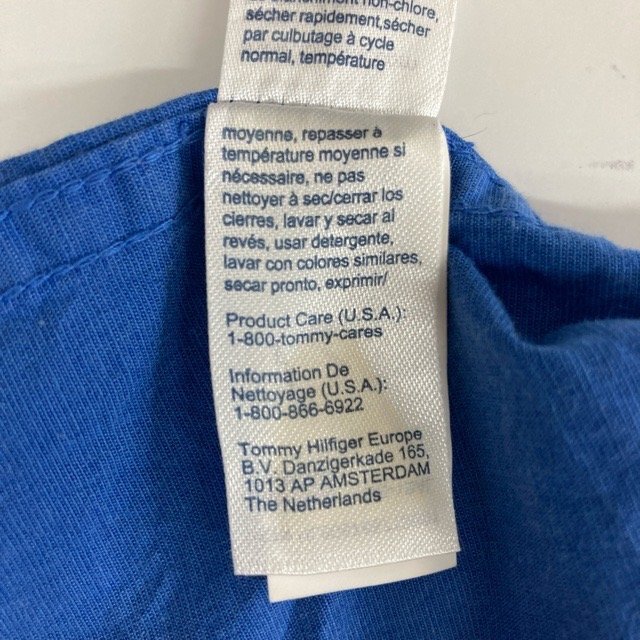 non-chlore,
sécher rapidement,sécher
par culbutage à cycle
normal, température
moyenne, repasser à
température moyenne si
nécessaire, ne pas
nettoyer à sec/cerrar los
cierres, lavar y secar al
revés, usar detergente,
lavar con colores similares,
secar pronto, exprimir/
Product Care (U.S.A.):
1-800-tommy-cares
Information De
Nettoyage (U.S.A.):
1-800-866-6922
Tommy Hilfiger Europe
B.V. Danzigerkade 165,
1013 AP AMSTERDAM
The Netherlands